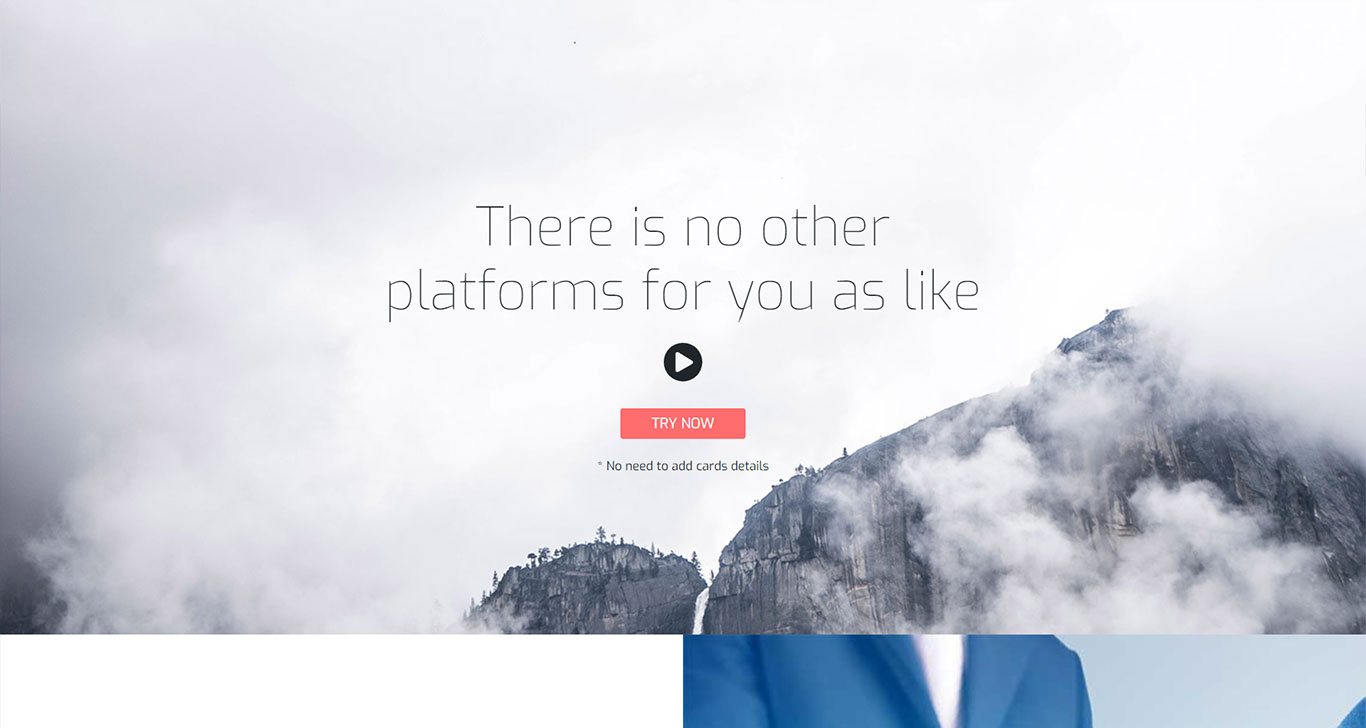 There is no other
platforms for you as like
TRY NOW
* No need to add cards details